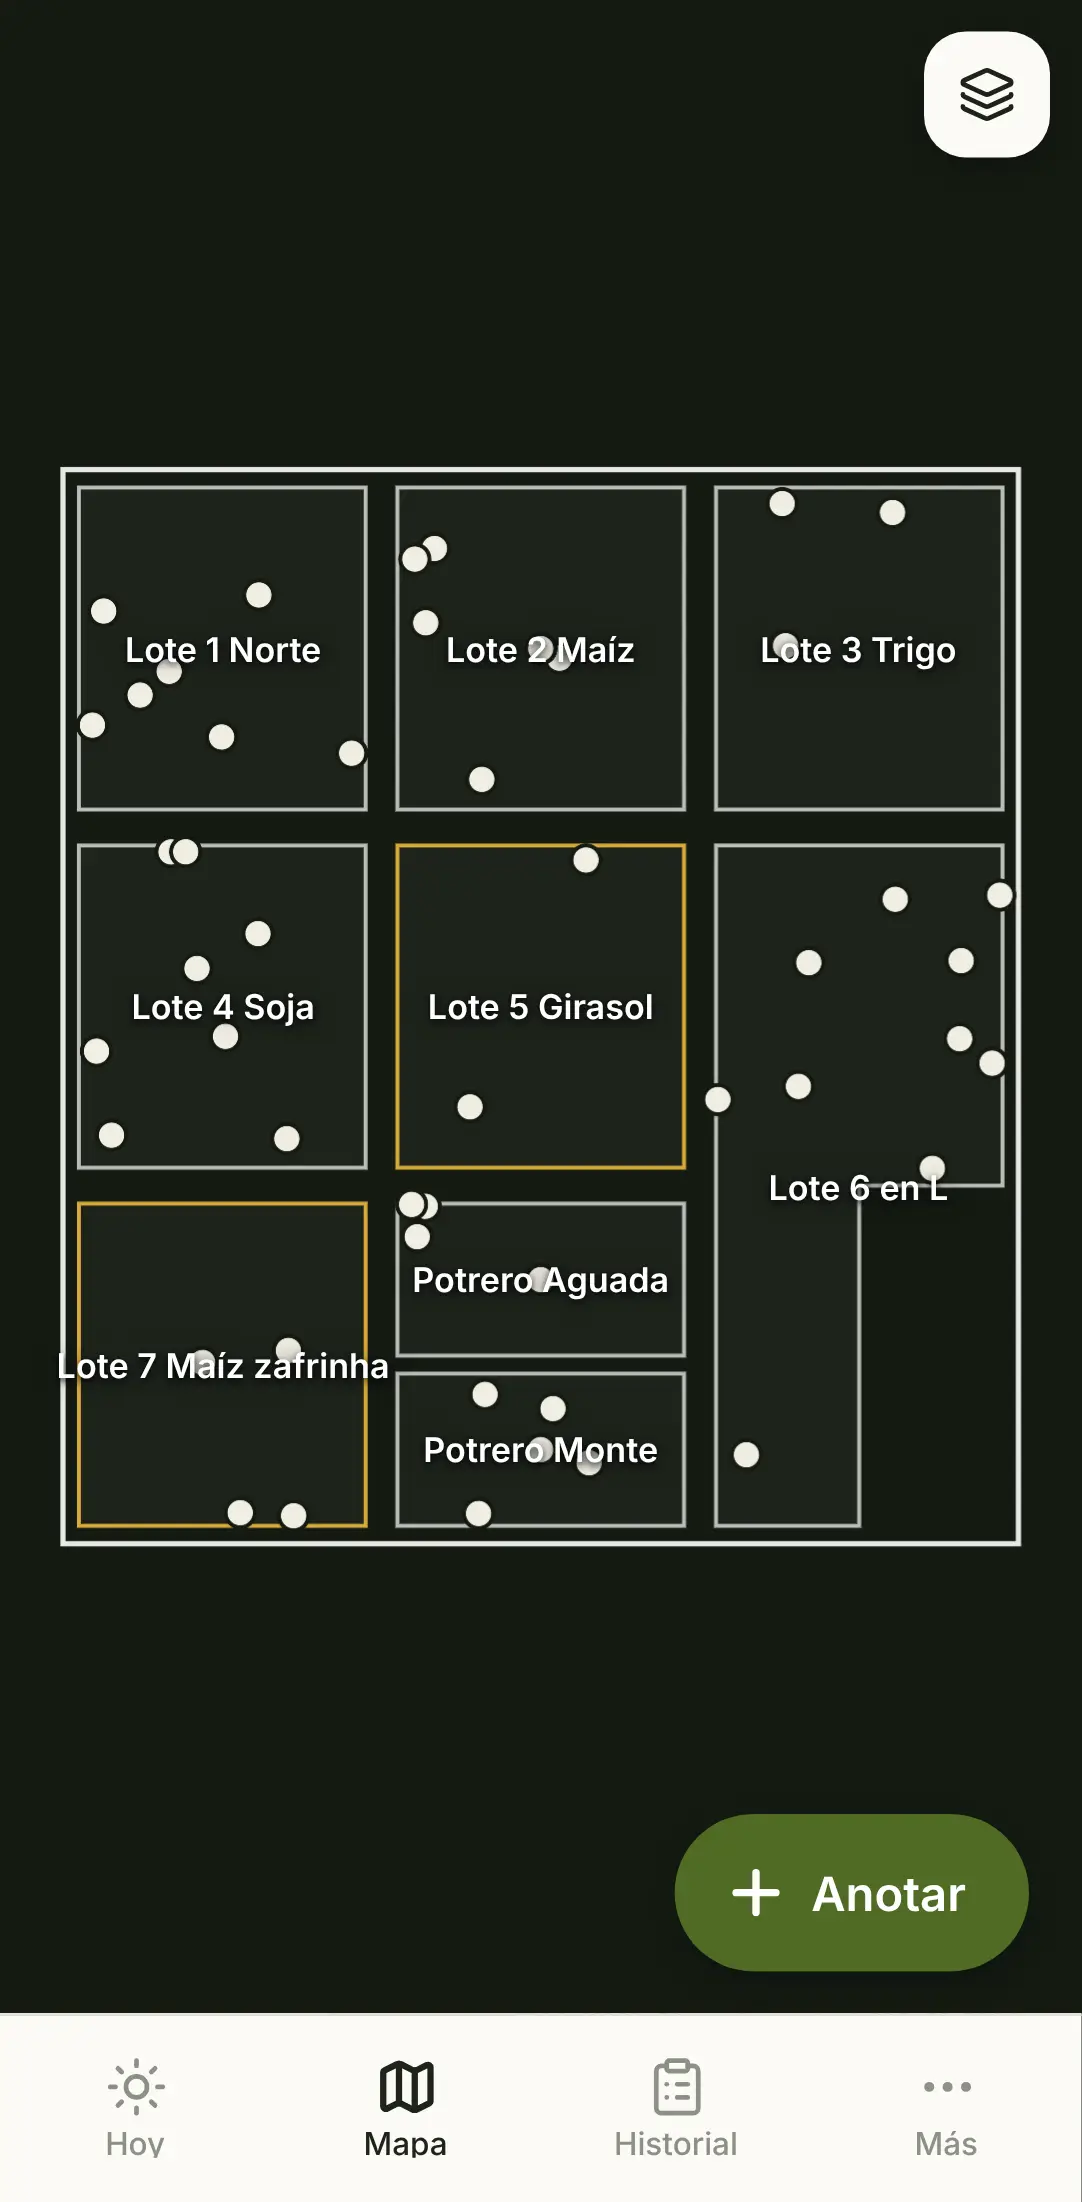 Lote 1 Norte
Lote 2 Maíz
Lote 3 Trigo
Lote 4 Soja
Lote 5 Girasol
Lote 6 en L
Potrero Aguada
Lote 7 Maíz zafrinha
Potrero Monte
Anotar
Hoy
Mapa
Historial
Más